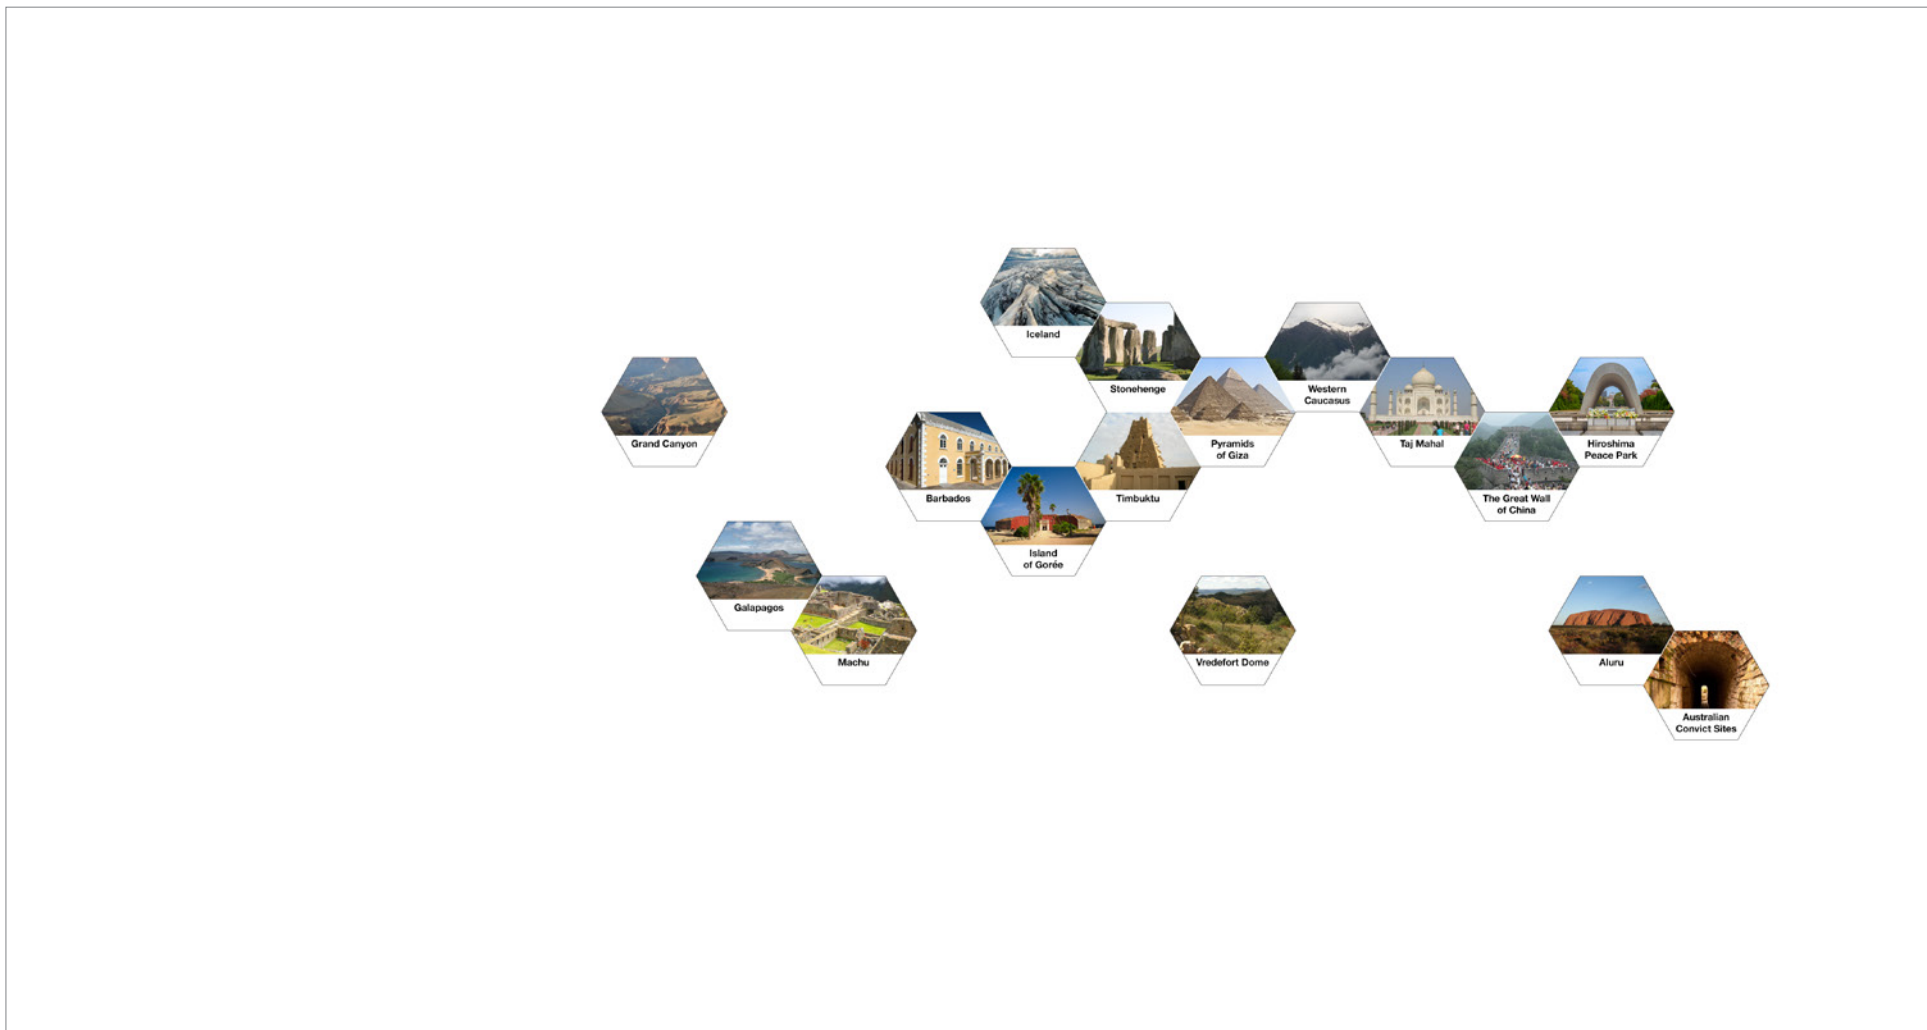 Iceland
Stonehenge
Western
Caucasus
Grand Canyon
Pyramids
of Giza
Taj Mahal
Hiroshima
Peace Park
Barbados
Timbuktu
The Great Wall
of China
Island
of Gorée
Galapagos
Machu
Vredefort Dome
Aluru
Australian
Convict Sites